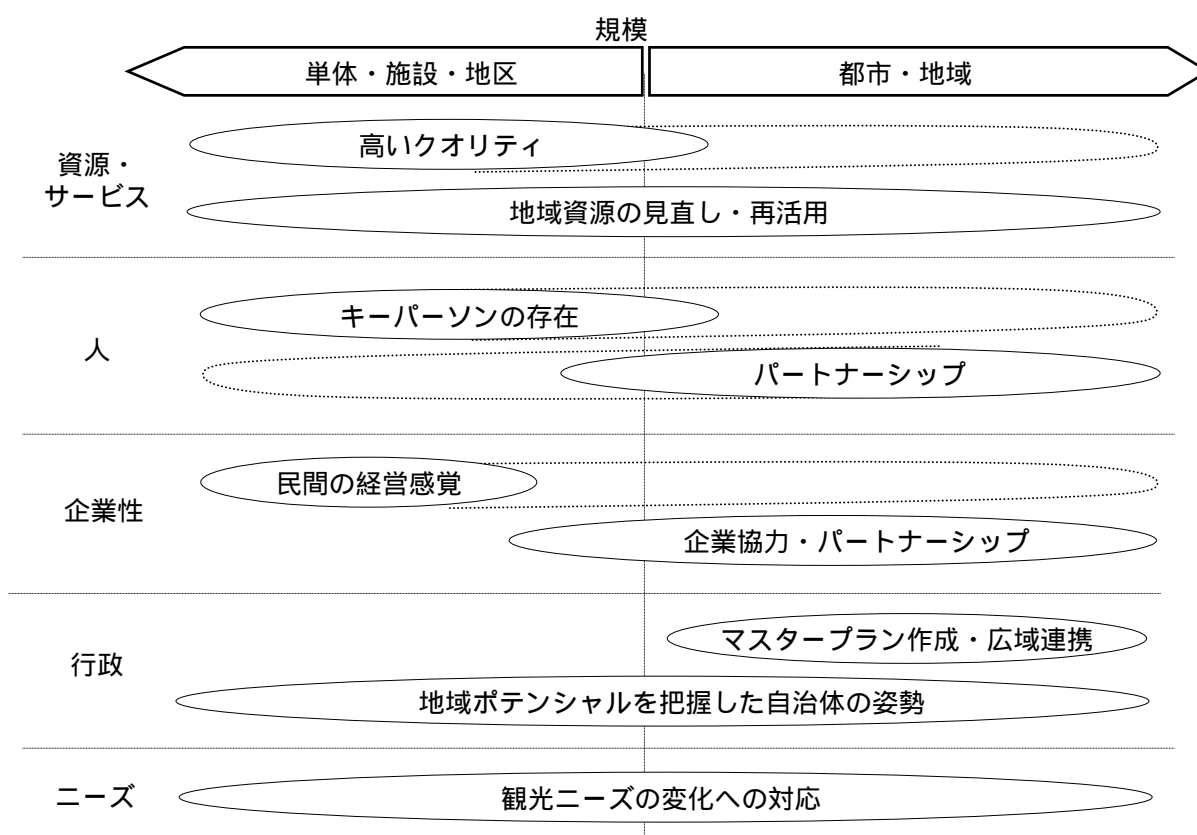 規模
単体・施設・地区
都市・地域
資源・
サービス
高いクオリティ
地域資源の見直し・再活用
人
キーパーソンの存在
パートナーシップ
企業性
民間の経営感覚
企業協力・パートナーシップ
行政
マスタープラン作成・広域連携
地域ポテンシャルを把握した自治体の姿勢
ニーズ
観光ニーズの変化への対応